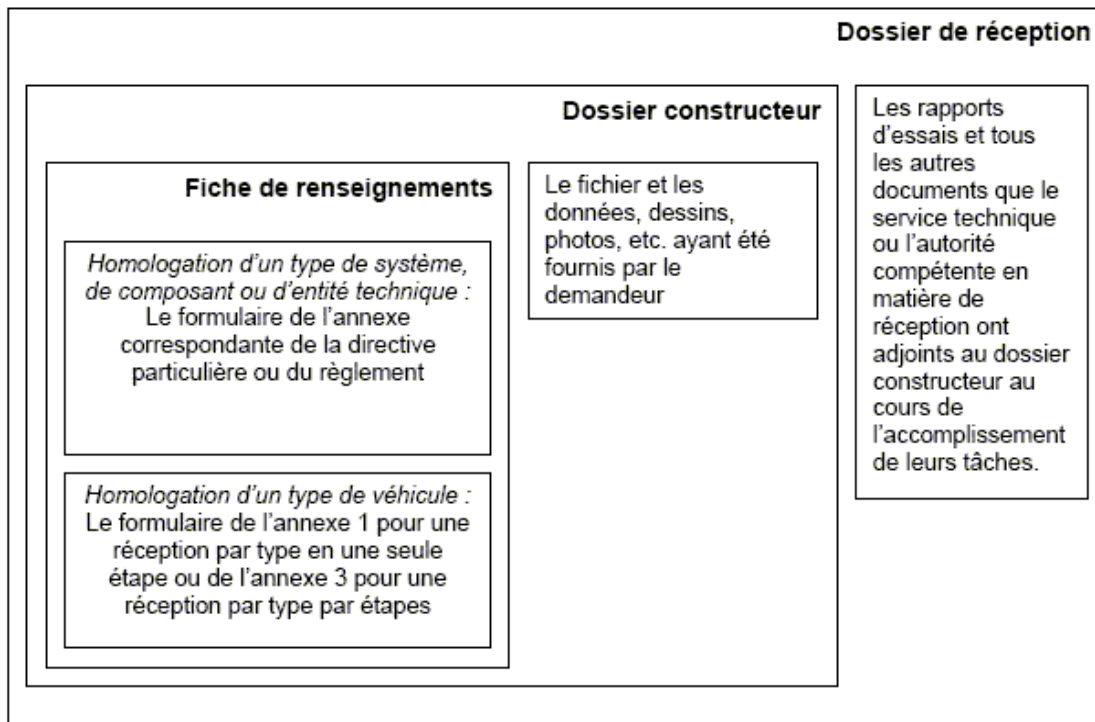 Dossier de réception
Dossier constructeur
Fiche de renseignements
Homologation d'un type de système,
de composant ou d'entité technique :
Le formulaire de l'annexe
correspondante de la directive
particulière ou du règlement
Homologation d'un type de véhicule :
Le formulaire de l'annexe 1 pour une
réception par type en une seule
étape ou de l'annexe 3 pour une
réception par type par étapes
Le fichier et les
données, dessins,
photos, etc. ayant été
fournis par le
demandeur
Les rapports
d'essais et tous
les autres
documents que le
service technique
ou l'autorité
compétente en
matière de
réception ont
adjoints au dossier
constructeur au
cours de
l'accomplissement
de leurs tâches.